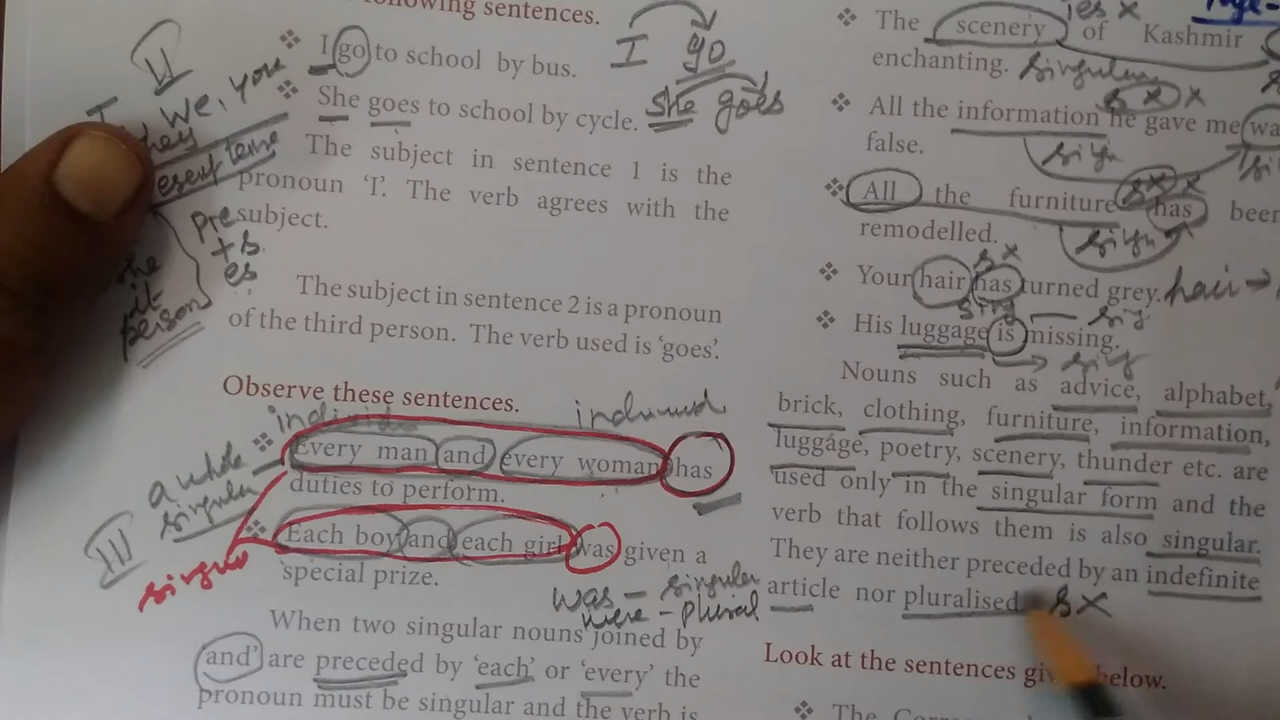 following sentences.
I go
I go to school by bus.
II
We, you
they
She goes to school by cycle. She goes
present tense
The subject in sentence 1 is the
pronoun ‘I’. The verb agrees with the
subject.
+ s
es
it
person
The subject in sentence 2 is a pronoun
of the third person. The verb used is ‘goes’.
Observe these sentences.
a whole
Every man and every woman has
duties to perform.
singular
III
Each boy and each girl was given a
special prize.
was - singular
were - plural
When two singular nouns joined by
and’ are preceded by ‘each’ or ‘every’ the
pronoun must be singular and the verb is
es X
The scenery of Kashmir
enchanting. singular
s X X
All the information he gave me wa
false.
s X X
All the furniture has been
remodelled.
s X
Your hair has turned grey. hair →
His luggage is missing.
Nouns such as advice, alphabet,
brick, clothing, furniture, information,
luggage, poetry, scenery, thunder etc. are
used only in the singular form and the
verb that follows them is also singular.
They are neither preceded by an indefinite
article nor pluralised s X
Look at the sentences given below.